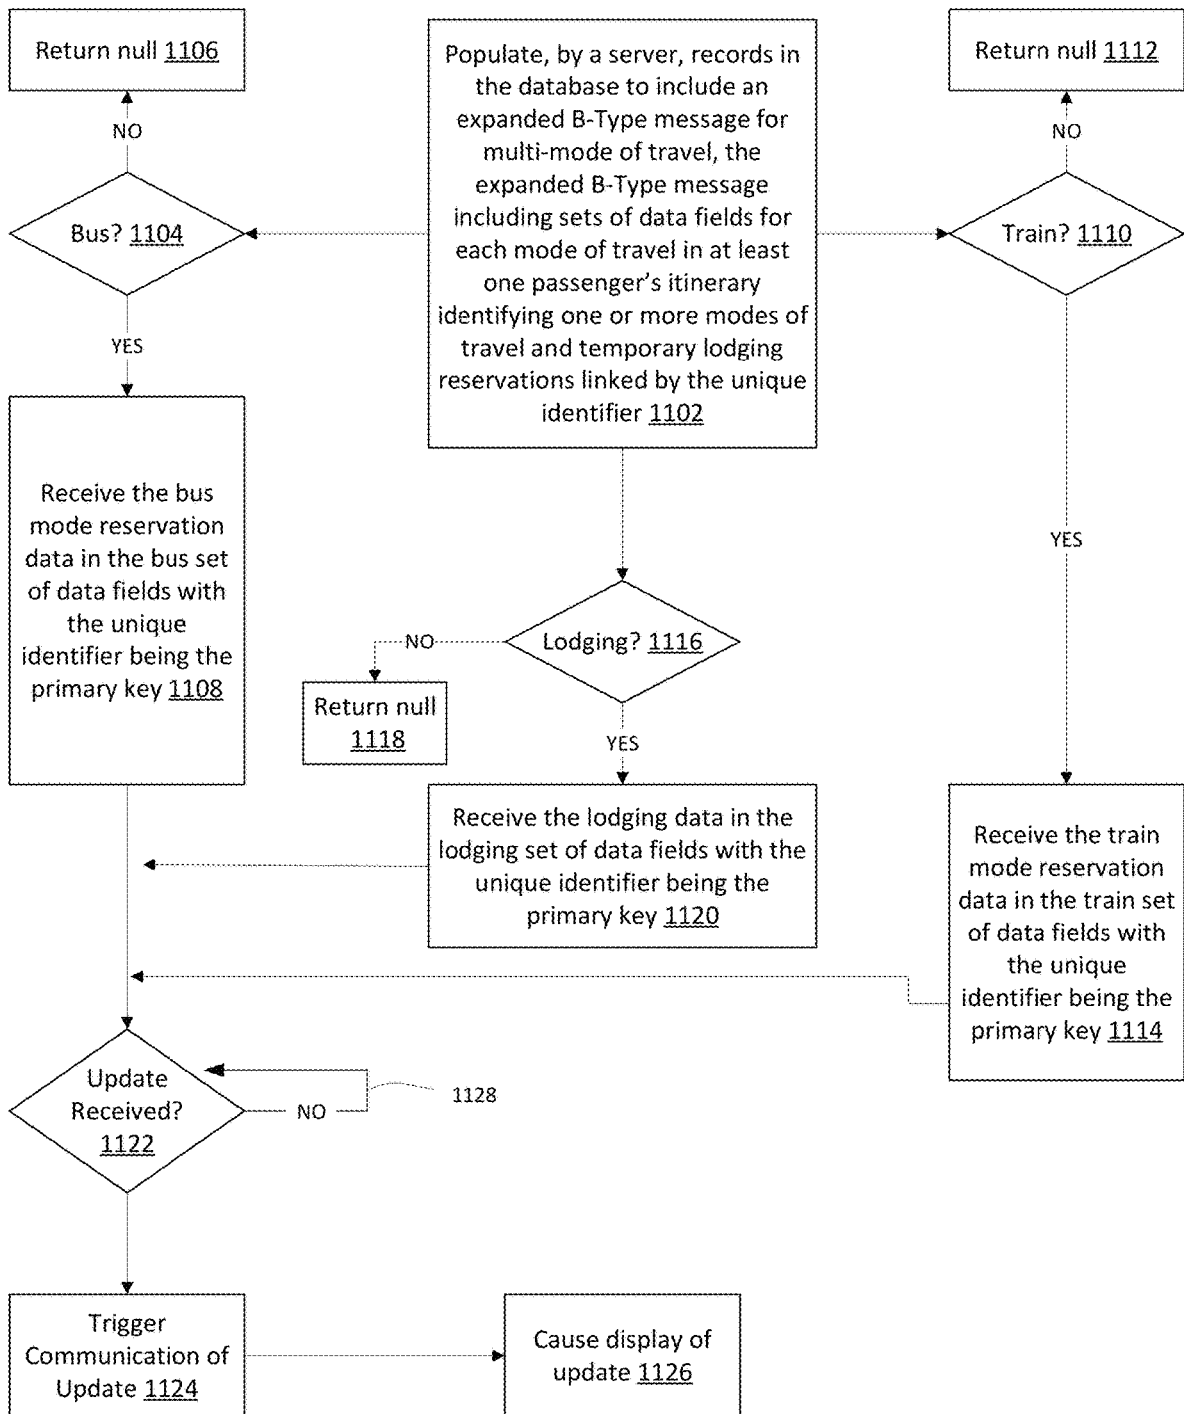 Return null 1106
Populate, by a server, records in
the database to include an
expanded B-Type message for
multi-mode of travel, the
expanded B-Type message
including sets of data fields for
each mode of travel in at least
one passenger's itinerary
identifying one or more modes of
travel and temporary lodging
reservations linked by the unique
identifier 1102
Return null 1112
NO
NO
Bus? 1104
Train? 1110
YES
YES
Receive the bus
mode reservation
data in the bus set
of data fields with
the unique
identifier being the
primary key 1108
Lodging? 1116
NO
Return null
1118
YES
Receive the lodging data in the
lodging set of data fields with the
unique identifier being the
primary key 1120
Receive the train
mode reservation
data in the train set
of data fields with
the unique
identifier being the
primary key 1114
Update
Received?
1122
NO
1128
Trigger
Communication of
Update 1124
Cause display of
update 1126